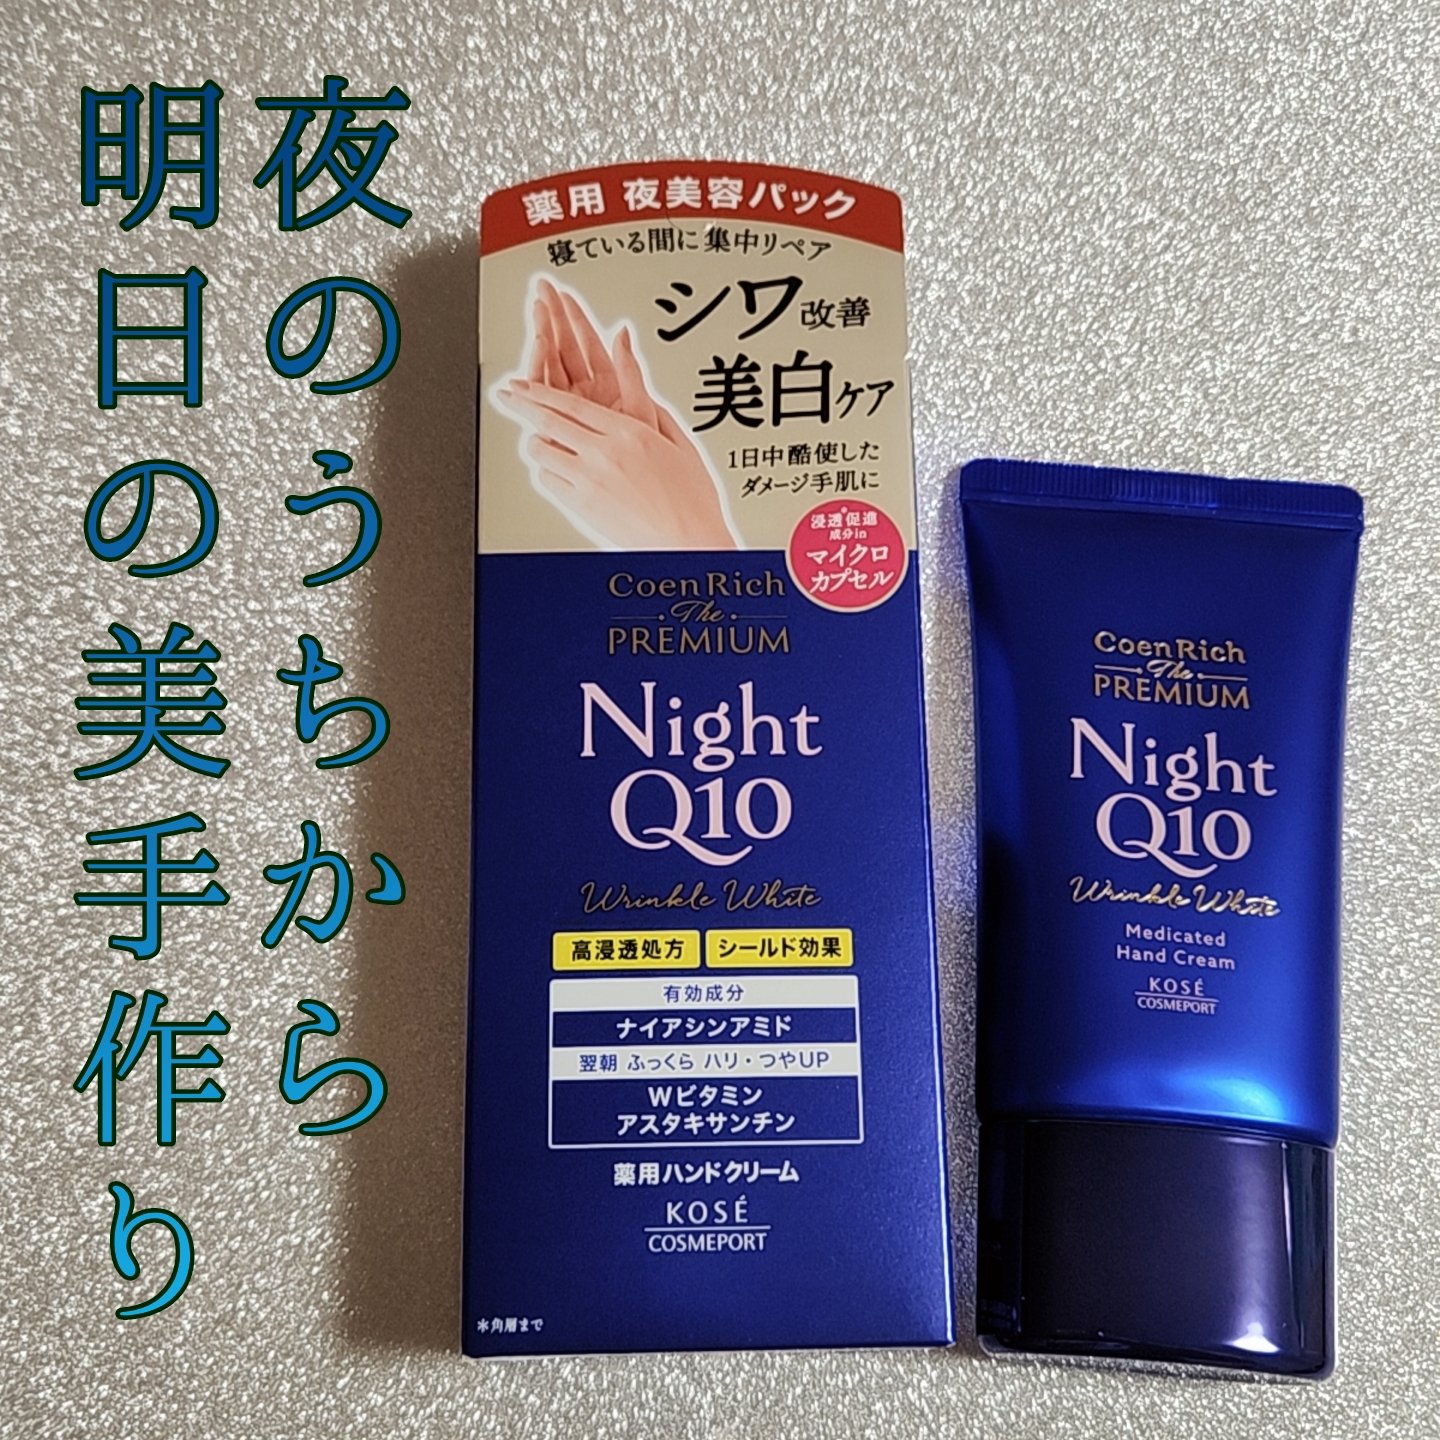 夜のうちから
明日の美手作り
薬用 夜美容パック
寝ている間に集中リペア
シワ改善
美白ケア
1日中酷使した
ダメージ手肌に
浸透*促進
成分in
マイクロ
カプセル
Coen Rich
The
PREMIUM
Night
Q10
Wrinkle White
高浸透処方 シールド効果
有効成分
ナイアシンアミド
翌朝 ふっくら ハリ・つやUP
Wビタミン
アスタキサンチン
薬用ハンドクリーム
KOSÉ
COSMEPORT
*角層まで
Coen Rich
The
PREMIUM
Night
Q10
Wrinkle White
Medicated
Hand Cream
KOSÉ
COSMEPORT